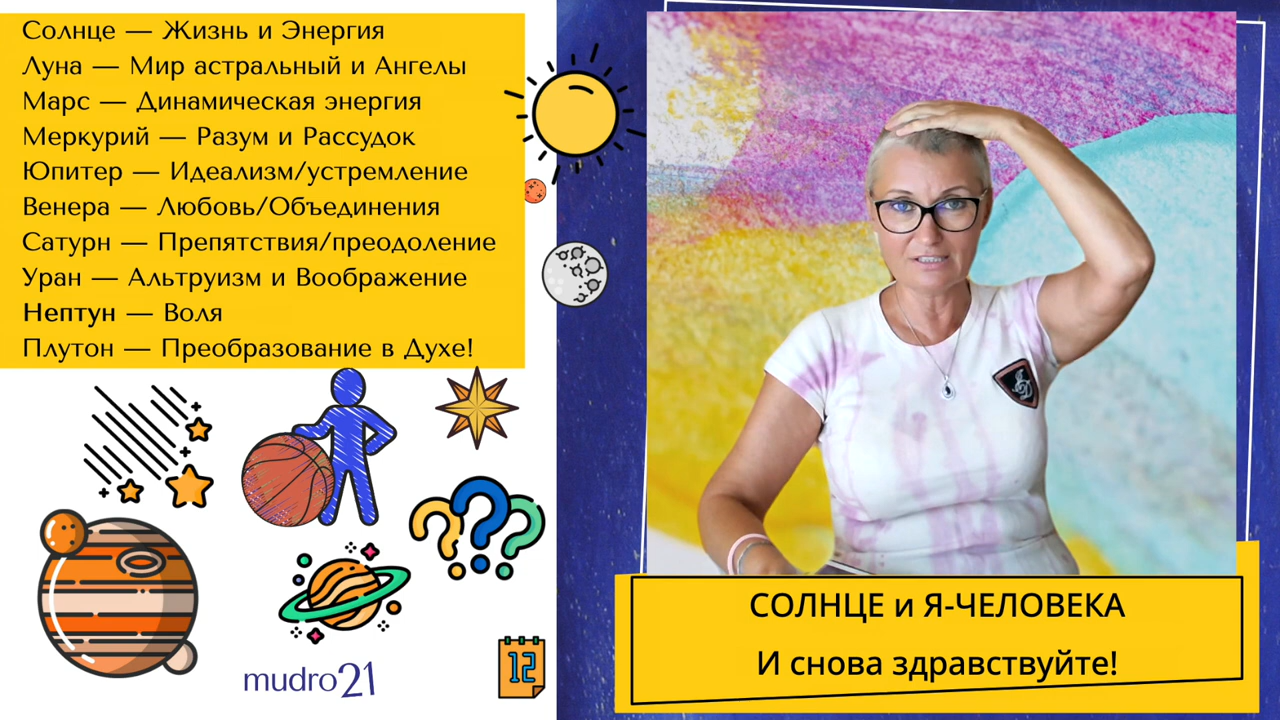 Солнце — Жизнь и Энергия
Луна — Мир астральный и Ангелы
Марс — Динамическая энергия
Меркурий — Разум и Рассудок
Юпитер — Идеализм/устремление
Венера — Любовь/Объединения
Сатурн — Препятствия/преодоление
Уран — Альтруизм и Воображение
Нептун — Воля
Плутон — Преобразование в Духе!
12
mudro21
СОЛНЦЕ и Я-ЧЕЛОВЕКА
И снова здравствуйте!